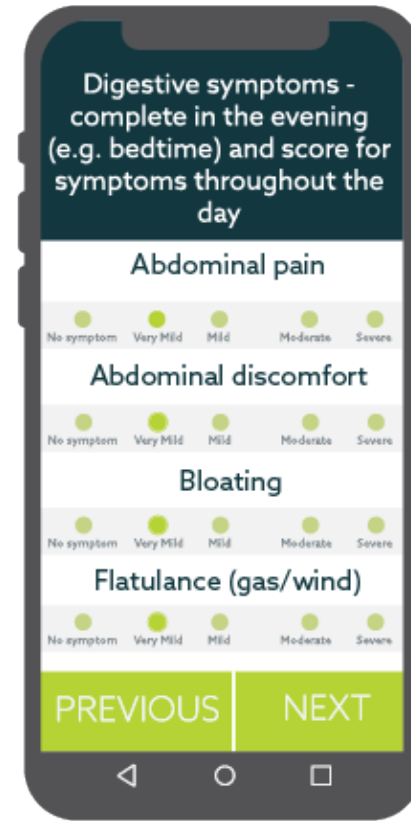 Digestive symptoms -
complete in the evening
(e.g. bedtime) and score for
symptoms throughout the
day
Abdominal pain
No symptom Very Mild Mild Moderate Severe
Abdominal discomfort
No symptom Very Mild Mild Moderate Severe
Bloating
No symptom Very Mild Mild Moderate Severe
Flatulance (gas/wind)
No symptom Very Mild Mild Moderate Severe
PREVIOUS NEXT